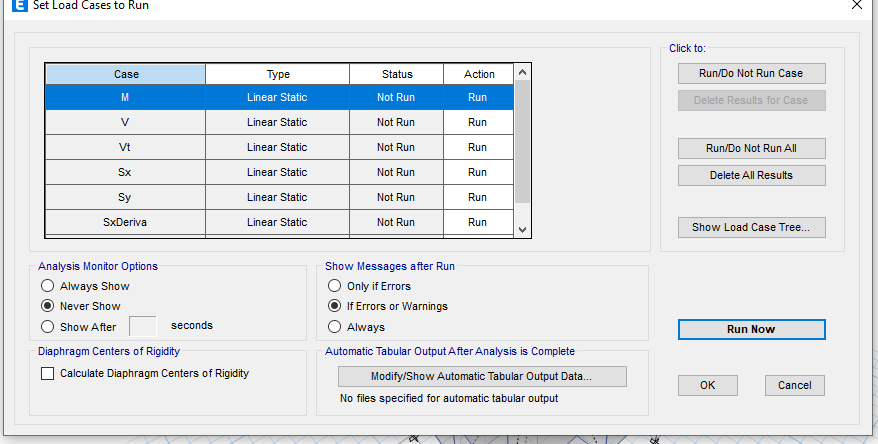 E Set Load Cases to Run
Click to:
Case Type Status Action
M Linear Static Not Run Run
V Linear Static Not Run Run
Vt Linear Static Not Run Run
Sx Linear Static Not Run Run
Sy Linear Static Not Run Run
SxDeriva Linear Static Not Run Run
Run/Do Not Run Case
Delete Results for Case
Run/Do Not Run All
Delete All Results
Show Load Case Tree...
Analysis Monitor Options
Always Show
Never Show
Show After seconds
Show Messages after Run
Only if Errors
If Errors or Warnings
Always
Run Now
Diaphragm Centers of Rigidity
Calculate Diaphragm Centers of Rigidity
Automatic Tabular Output After Analysis is Complete
Modify/Show Automatic Tabular Output Data...
No files specified for automatic tabular output
OK Cancel